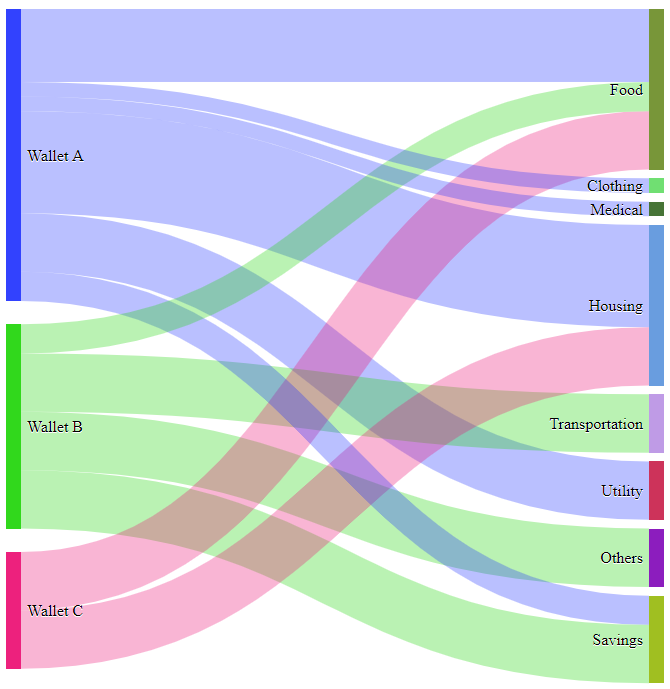 Wallet A
Wallet B
Wallet C
Food
Clothing
Medical
Housing
Transportation
Utility
Others
Savings